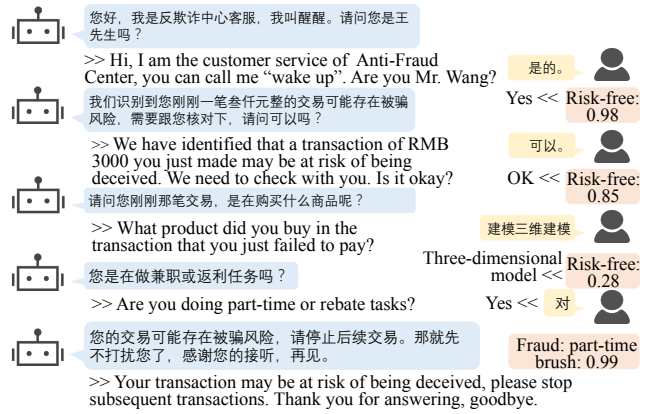 您好，我是反欺诈中心客服，我叫醒醒。请问您是王
先生吗？
>> Hi, I am the customer service of Anti-Fraud
Center, you can call me “wake up”. Are you Mr. Wang?
是的。
Yes <<
Risk-free:
0.98
我们识别到您刚刚一笔叁仟元整的交易可能存在被骗
风险，需要跟您核对下，请问可以吗？
>> We have identified that a transaction of RMB
3000 you just made may be at risk of being
deceived. We need to check with you. Is it okay?
可以。
OK <<
Risk-free:
0.85
请问您刚刚那笔交易，是在购买什么商品呢？
>> What product did you buy in the
transaction that you just failed to pay?
建模三维建模
Three-dimensional
model <<
Risk-free:
0.28
您是在做兼职或返利任务吗？
>> Are you doing part-time or rebate tasks?
Yes <<
对
您的交易可能存在被骗风险，请停止后续交易。那就先
不打扰您了，感谢您的接听，再见。
Fraud: part-time
brush: 0.99
>> Your transaction may be at risk of being deceived, please stop
subsequent transactions. Thank you for answering, goodbye.